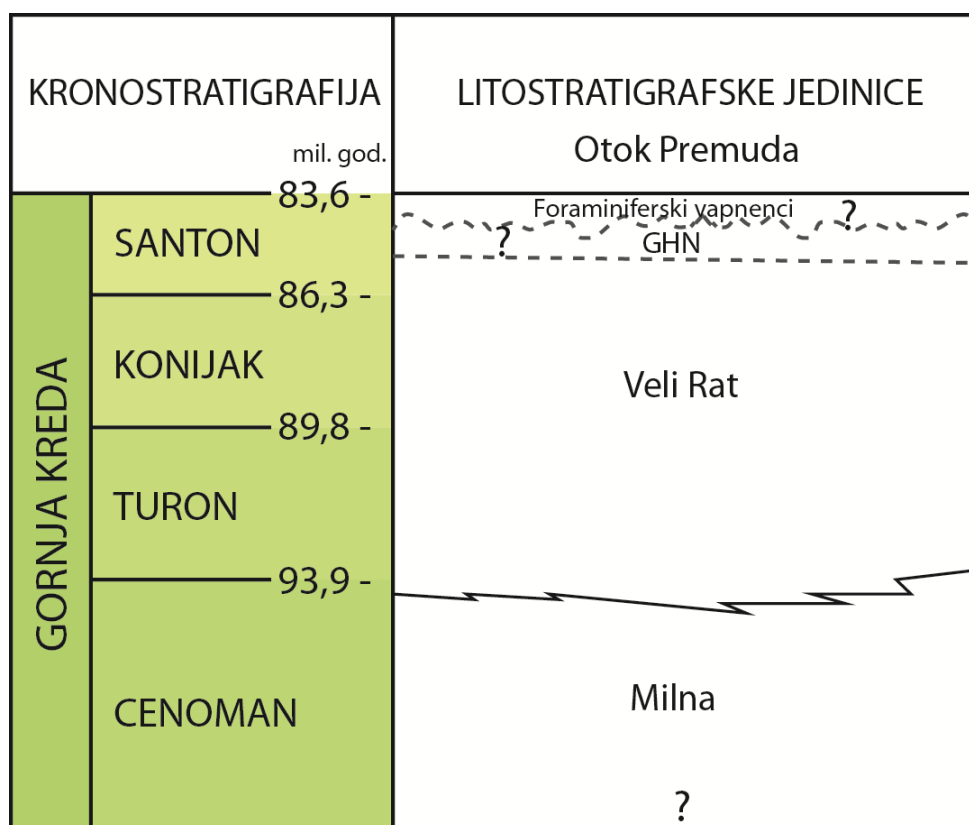 KRONOSTRATIGRAFIJA
mil. god.
LITOSTRATIGRAFSKE JEDINICE
Otok Premuda
GORNJA KREDA
83,6 -
SANTON
86,3 -
KONIJAK
89,8 -
TURON
93,9 -
CENOMAN
Foraminiferski vapnenci
?
?
GHN
Veli Rat
Milna
?